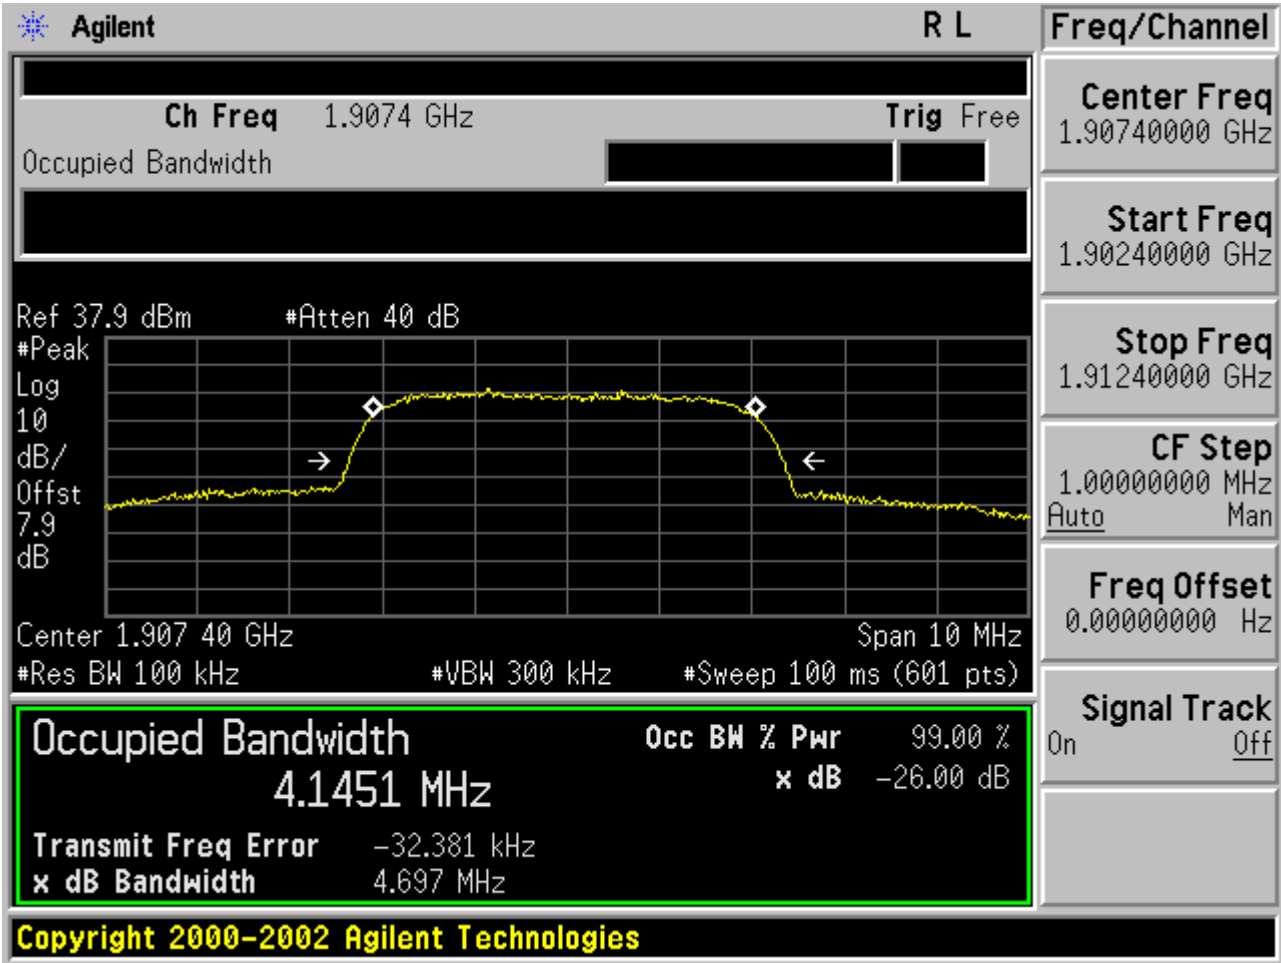 Agilent
R L
Freq/Channel
Ch Freq 1.9074 GHz
Trig Free
Occupied Bandwidth
Center Freq
1.90740000 GHz
Start Freq
1.90240000 GHz
Stop Freq
1.91240000 GHz
CF Step
1.00000000 MHz
Auto Man
Freq Offset
0.00000000 Hz
Signal Track
On Off
Ref 37.9 dBm #Atten 40 dB
#Peak
Log
10
dB/
Offst
7.9
dB
Center 1.907 40 GHz Span 10 MHz
#Res BW 100 kHz #VBW 300 kHz #Sweep 100 ms (601 pts)
Occupied Bandwidth
4.1451 MHz
Occ BW % Pwr 99.00 %
x dB -26.00 dB
Transmit Freq Error -32.381 kHz
x dB Bandwidth 4.697 MHz
Copyright 2000-2002 Agilent Technologies